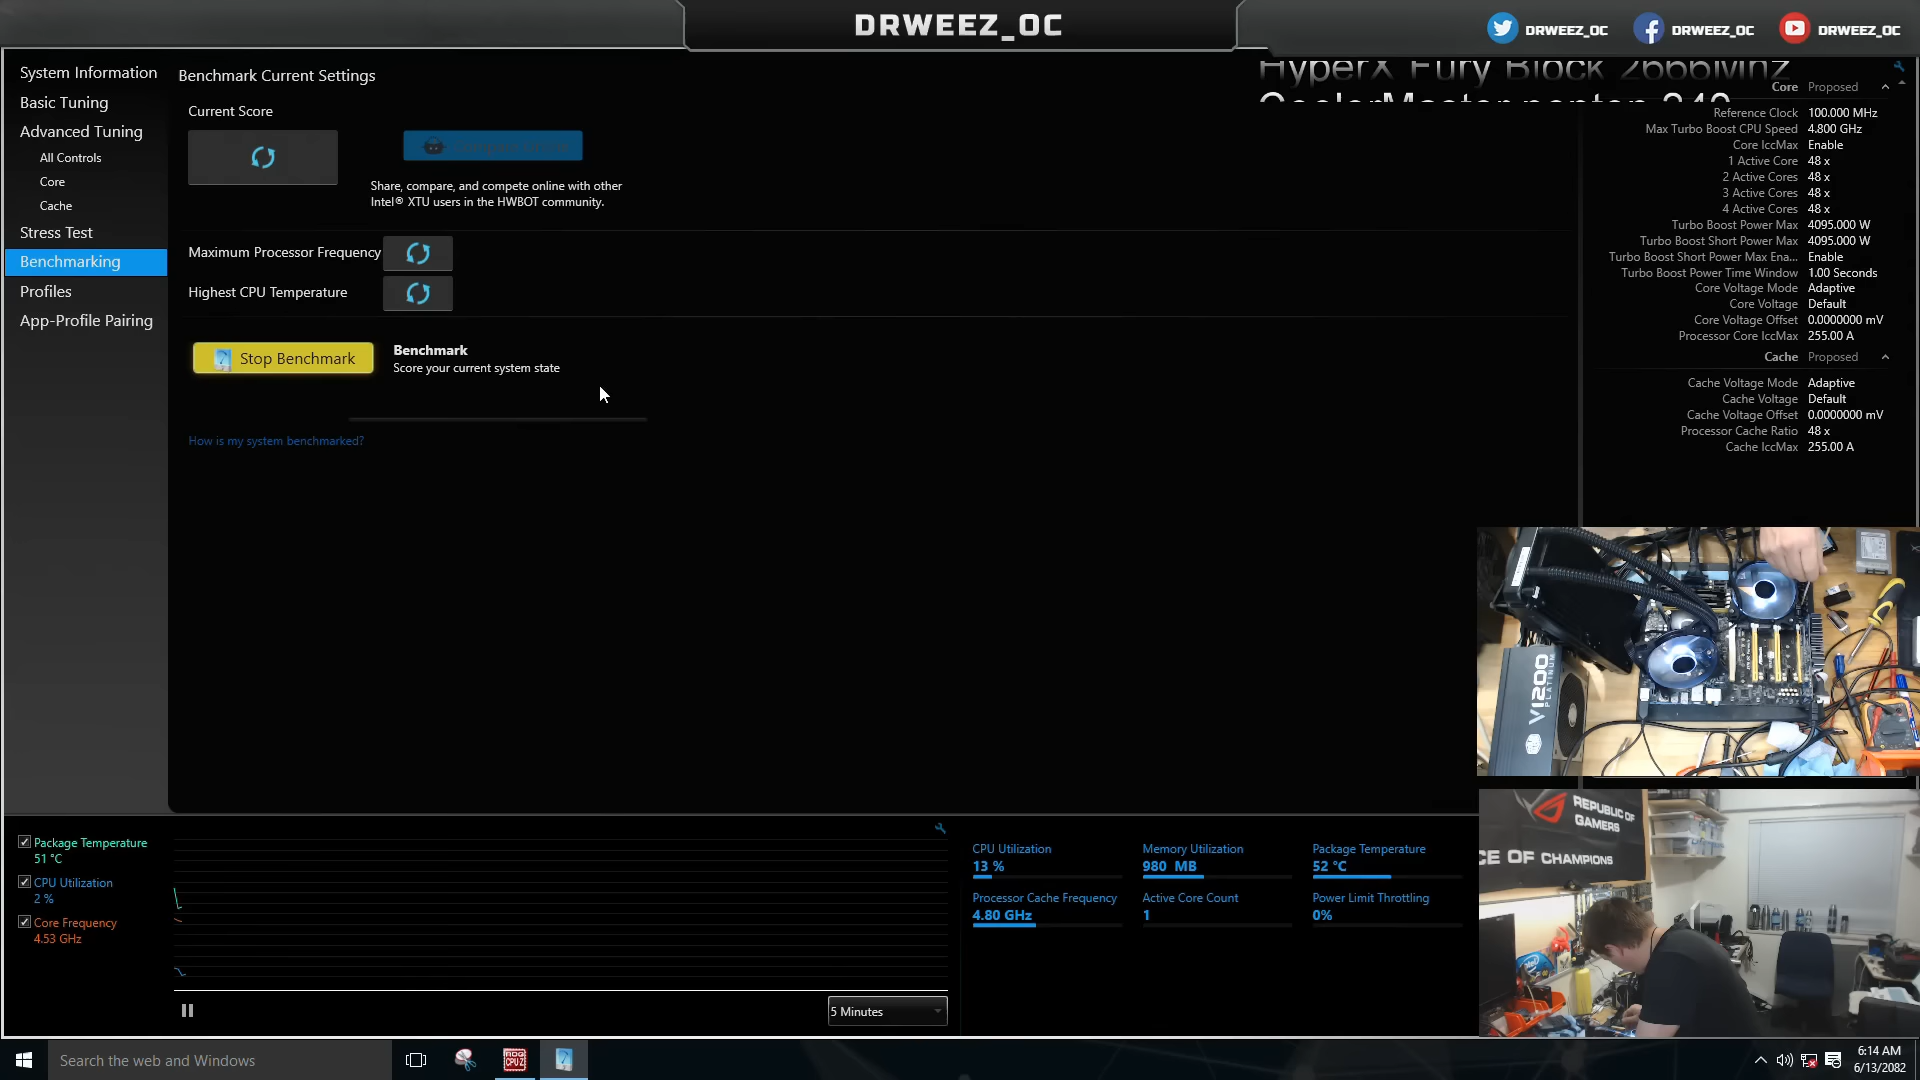 DRWEEZ_OC
DRWEEZ_OC
DRWEEZ_OC
DRWEEZ_OC
System Information
Basic Tuning
Advanced Tuning
All Controls
Core
Cache
Stress Test
Benchmarking
Profiles
App-Profile Pairing
Benchmark Current Settings
Current Score
Share, compare, and compete online with other
Intel® XTU users in the HWBOT community.
Maximum Processor Frequency
Highest CPU Temperature
Stop Benchmark
Benchmark
Score your current system state
How is my system benchmarked?
HyperX Fury Block 2666Mhz
Core Proposed
Reference Clock 100.000 MHz
Max Turbo Boost CPU Speed 4.800 GHz
Core IccMax Enable
1 Active Core 48 x
2 Active Cores 48 x
3 Active Cores 48 x
4 Active Cores 48 x
Turbo Boost Power Max 4095.000 W
Turbo Boost Short Power Max 4095.000 W
Turbo Boost Short Power Max Ena... Enable
Turbo Boost Power Time Window 1.00 Seconds
Core Voltage Mode Adaptive
Core Voltage Default
Core Voltage Offset 0.0000000 mV
Processor Core IccMax 255.00 A
Cache Proposed
Cache Voltage Mode Adaptive
Cache Voltage Default
Cache Voltage Offset 0.0000000 mV
Processor Cache Ratio 48 x
Cache IccMax 255.00 A
V1200
PLATINUM
REPUBLIC OF
GAMERS
CE OF CHAMPIONS
Package Temperature
51 °C
CPU Utilization
2 %
Core Frequency
4.53 GHz
5 Minutes
CPU Utilization
13 %
Memory Utilization
980 MB
Package Temperature
52 °C
Processor Cache Frequency
4.80 GHz
Active Core Count
1
Power Limit Throttling
0%
Search the web and Windows
CPUZ
6:14 AM
6/13/2082